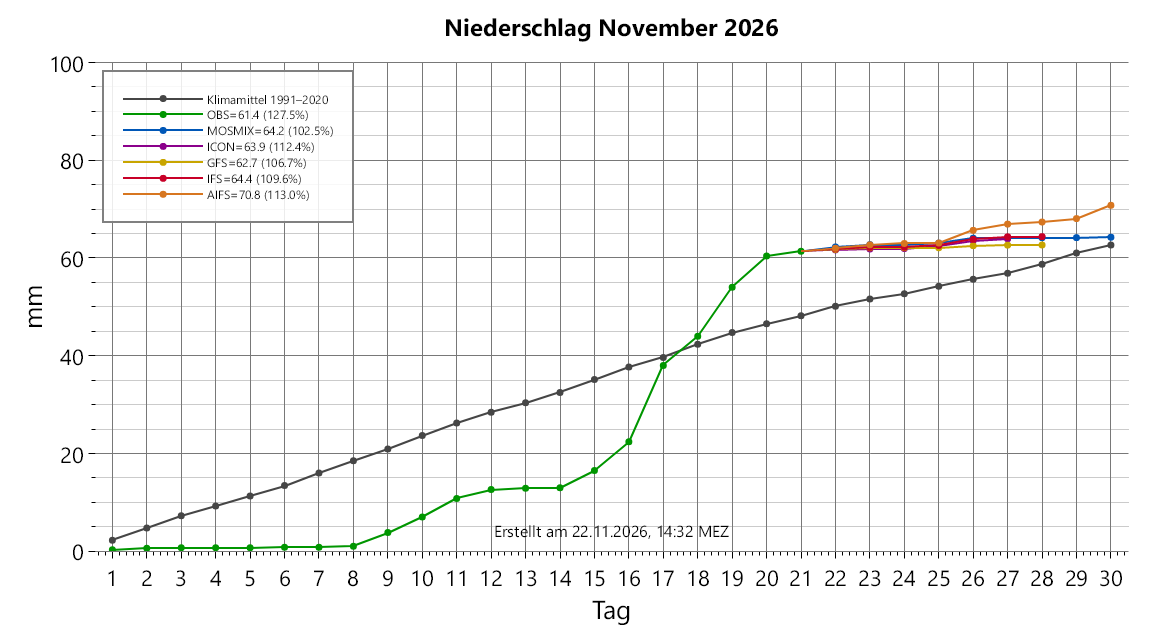 Niederschlag November 2026
100
80
60
40
20
0
mm
Klimamittel 1991–2020
OBS=61.4 (127.5%)
MOSMIX=64.2 (102.5%)
ICON=63.9 (112.4%)
GFS=62.7 (106.7%)
IFS=64.4 (109.6%)
AIFS=70.8 (113.0%)
Erstellt am 22.11.2026, 14:32 MEZ
1 2 3 4 5 6 7 8 9 10 11 12 13 14 15 16 17 18 19 20 21 22 23 24 25 26 27 28 29 30
Tag